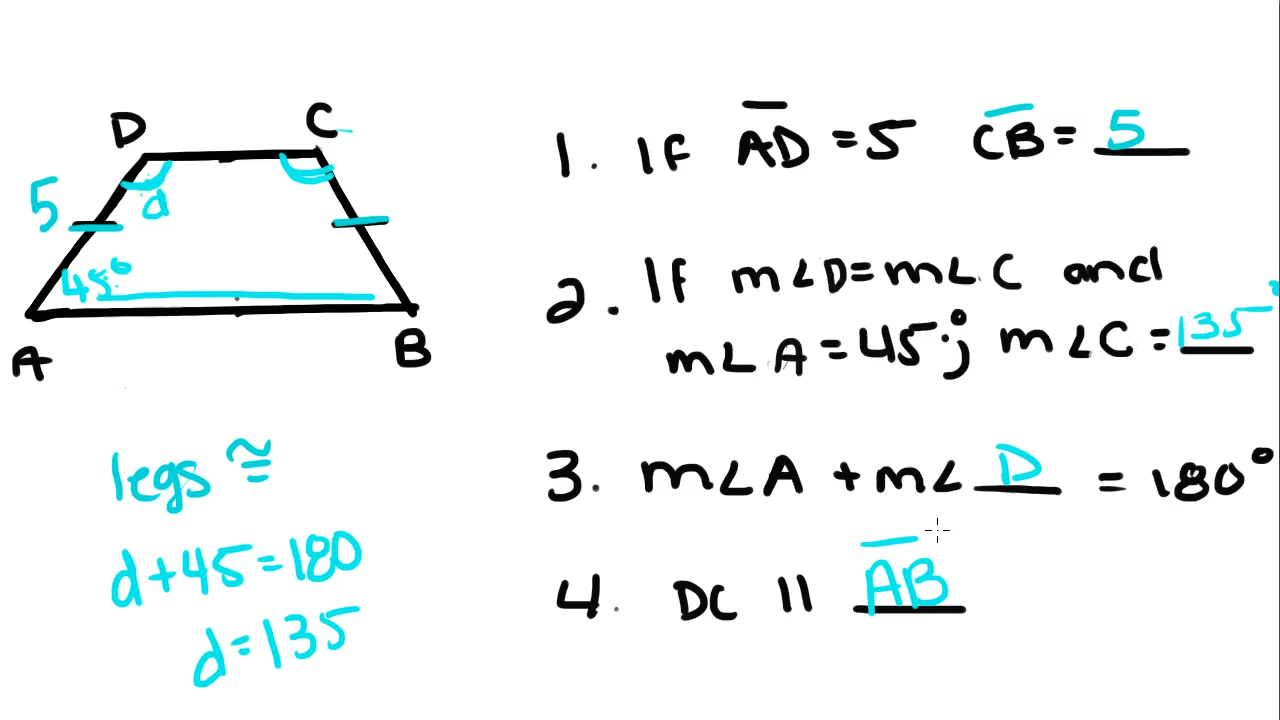 D C
5 d
45°
A B
legs ≅
d+45=180
d=135
1. If AD = 5 CB = 5
2. If m∠D=m∠C and
m∠A=45°; m∠C=135°
3. m∠A + m∠D = 180°
4. DC || AB